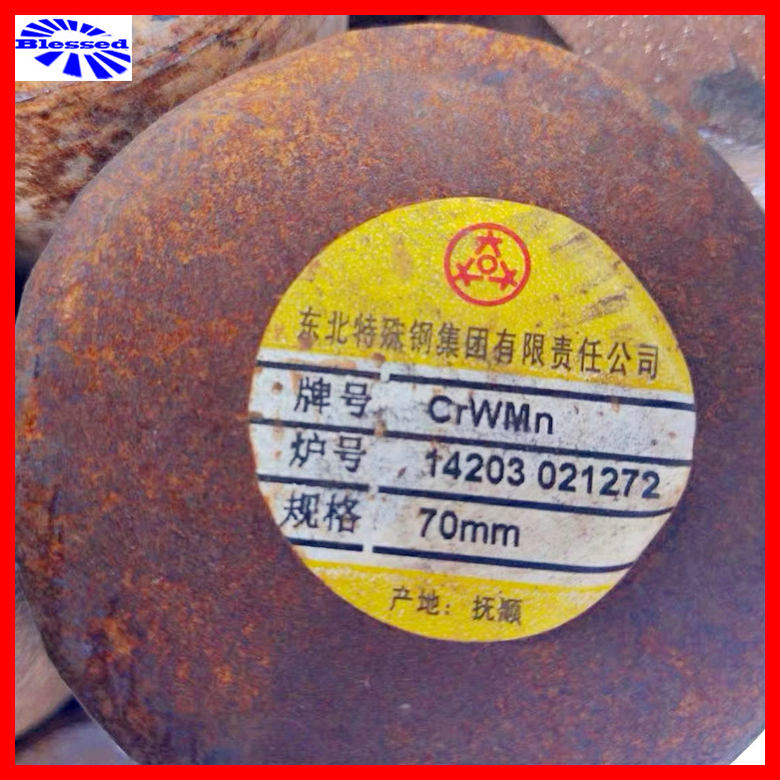 Blessed
东北特殊钢集团有限责任公司
牌号 CrWMn
炉号 14203 021272
规格 70mm
产地：抚顺